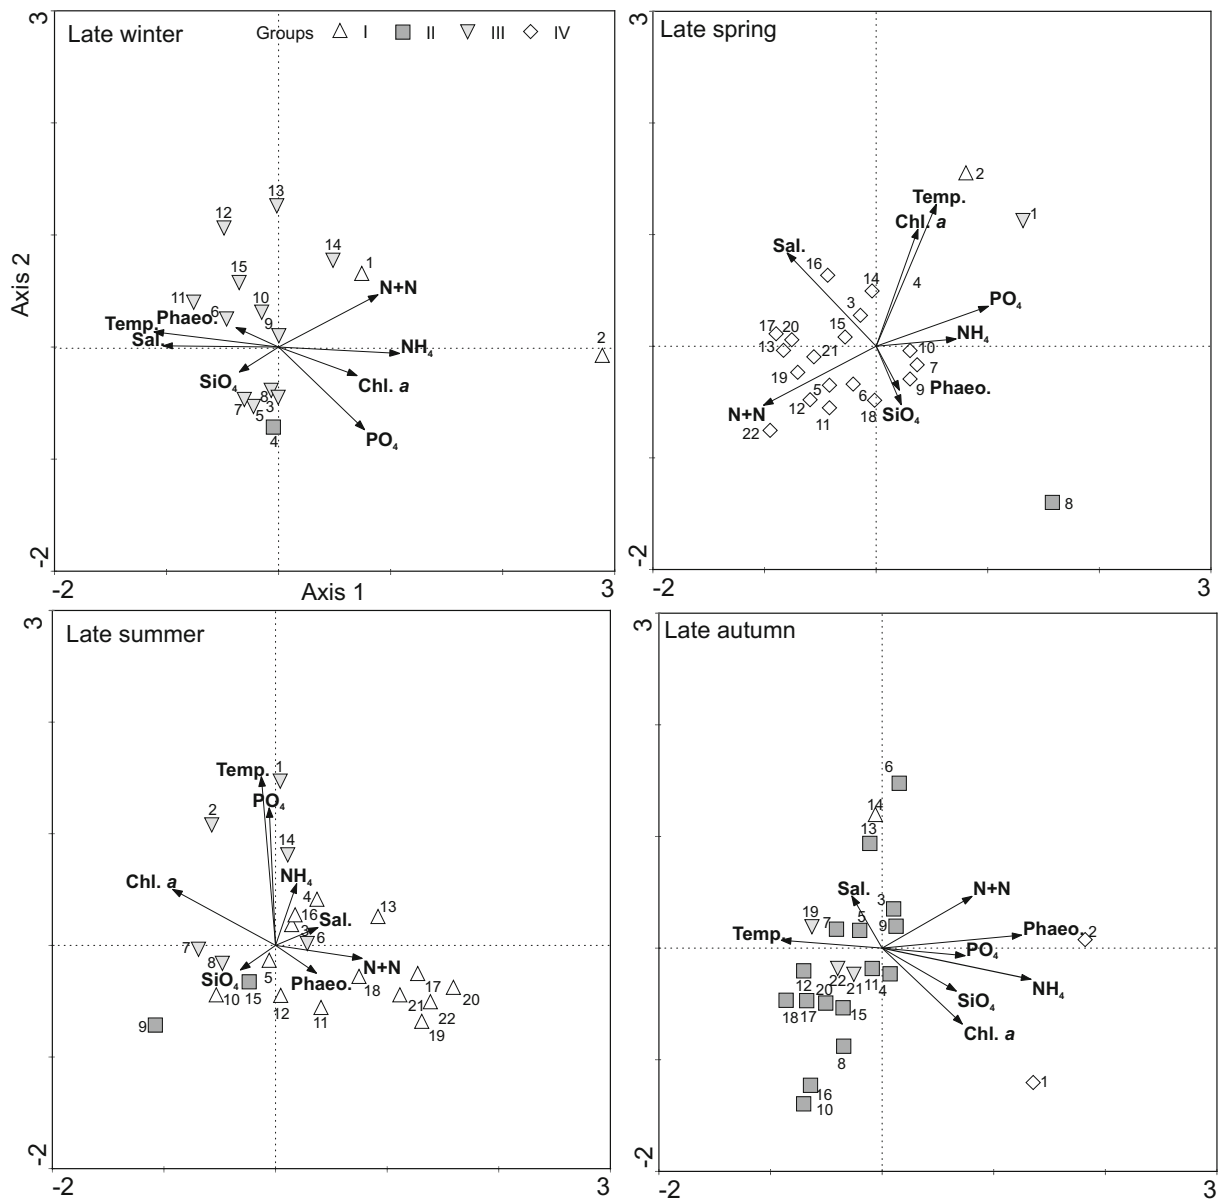 3
Late winter
Groups I II III IV
13
12
14
1
15
N+N
11
10
Phaeo.
6
9
Temp.
2
Sal.
NH₄
SiO₄
Chl. a
8
7
3
5
4
PO₄
Axis 2
-2
-2
Axis 1
3
3
Late spring
2
Temp.
1
Chl. a
Sal.
16
14
4
3
PO₄
17
20
15
NH₄
13
21
10
7
19
5
9
Phaeo.
12
6
N+N
11
18
SiO₄
22
8
-2
-2
3
3
Late summer
Temp.
1
PO₄
2
14
NH₄
Chl. a
4
16
13
Sal.
3
6
7
8
5
N+N
SiO₄
Phaeo.
18
17
10
15
12
21
20
11
22
9
19
-2
-2
3
3
Late autumn
6
14
13
Sal.
N+N
3
19
7
5
9
Phaeo.
2
Temp.
PO₄
12
22
21
11
4
NH₄
20
SiO₄
18
17
15
Chl. a
8
1
16
10
-2
-2
3